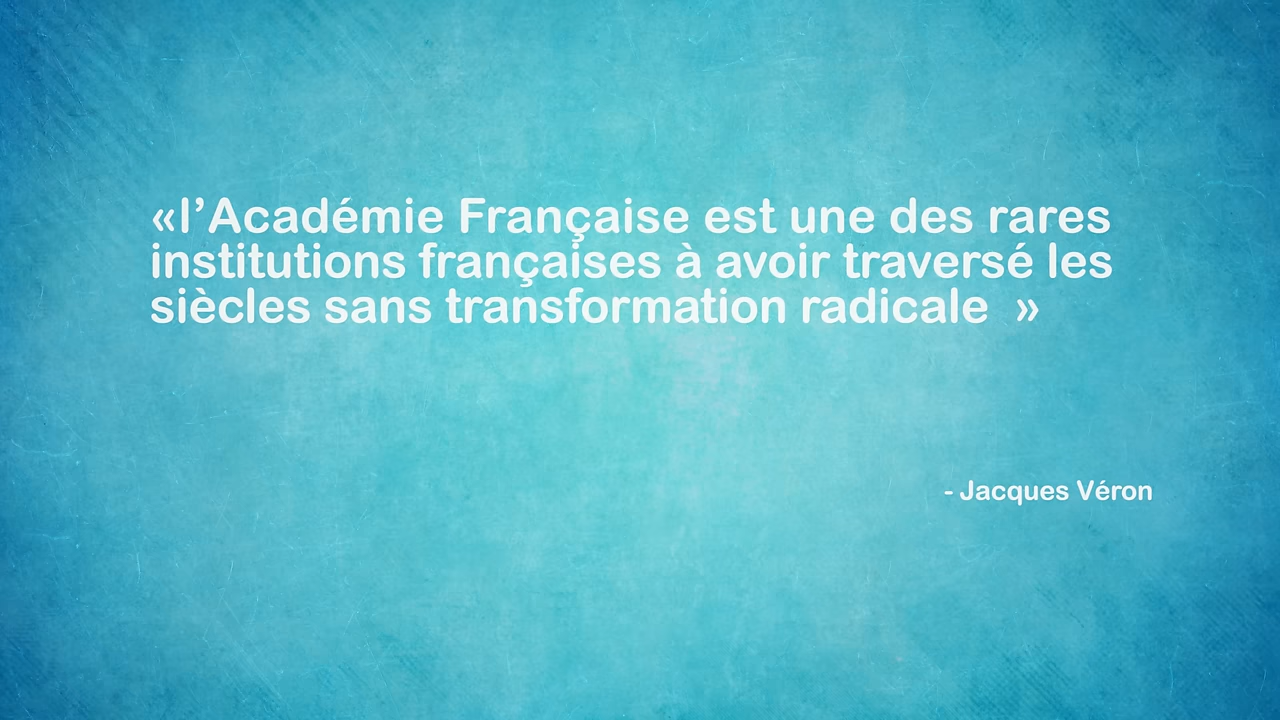 «l’Académie Française est une des rares
institutions françaises à avoir traversé les
siècles sans transformation radicale  »
- Jacques Véron